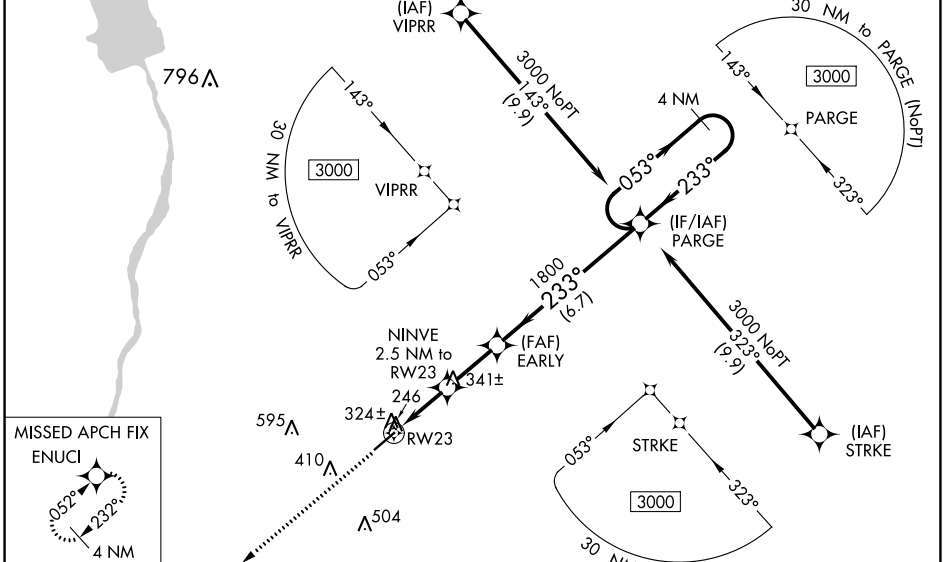 (IAF)
VIPRR
30 NM to PARGE (NoPT)
796
3000 NoPT
143°
(9.9)
4 NM
143°
3000
PARGE
323°
143°
30 NM to VIPRR
3000
VIPRR
053°
053°
233°
(IF/IAF)
PARGE
1800
233°
(6.7)
3000 NoPT
323°
(9.9)
NINVE
2.5 NM to
RW23
(FAF)
EARLY
341±
246
324±
595
RW23
410
504
(IAF)
STRKE
STRKE
053°
323°
3000
30 NM
MISSED APCH FIX
ENUCI
052°
232°
4 NM